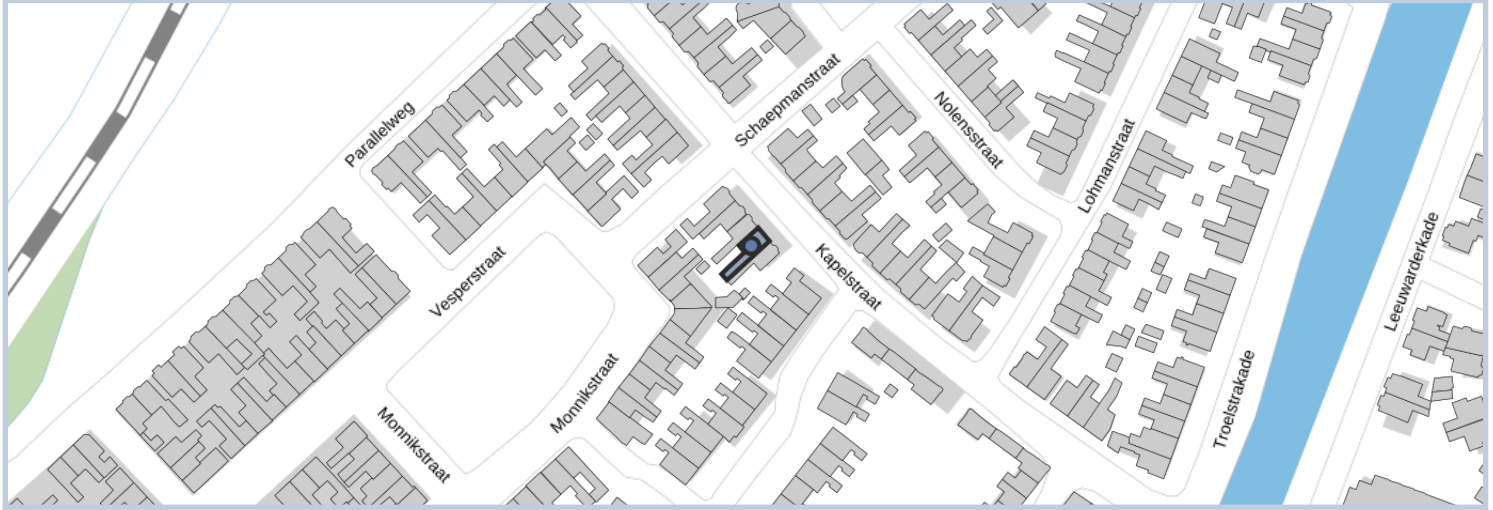 Schaepmanstraat
Parallelweg
Nolensstraat
Lohmanstraat
Kapelstraat
Vesperstraat
Leeuwarderkade
Monnikstraat
Troelstrakade
Monnikstraat